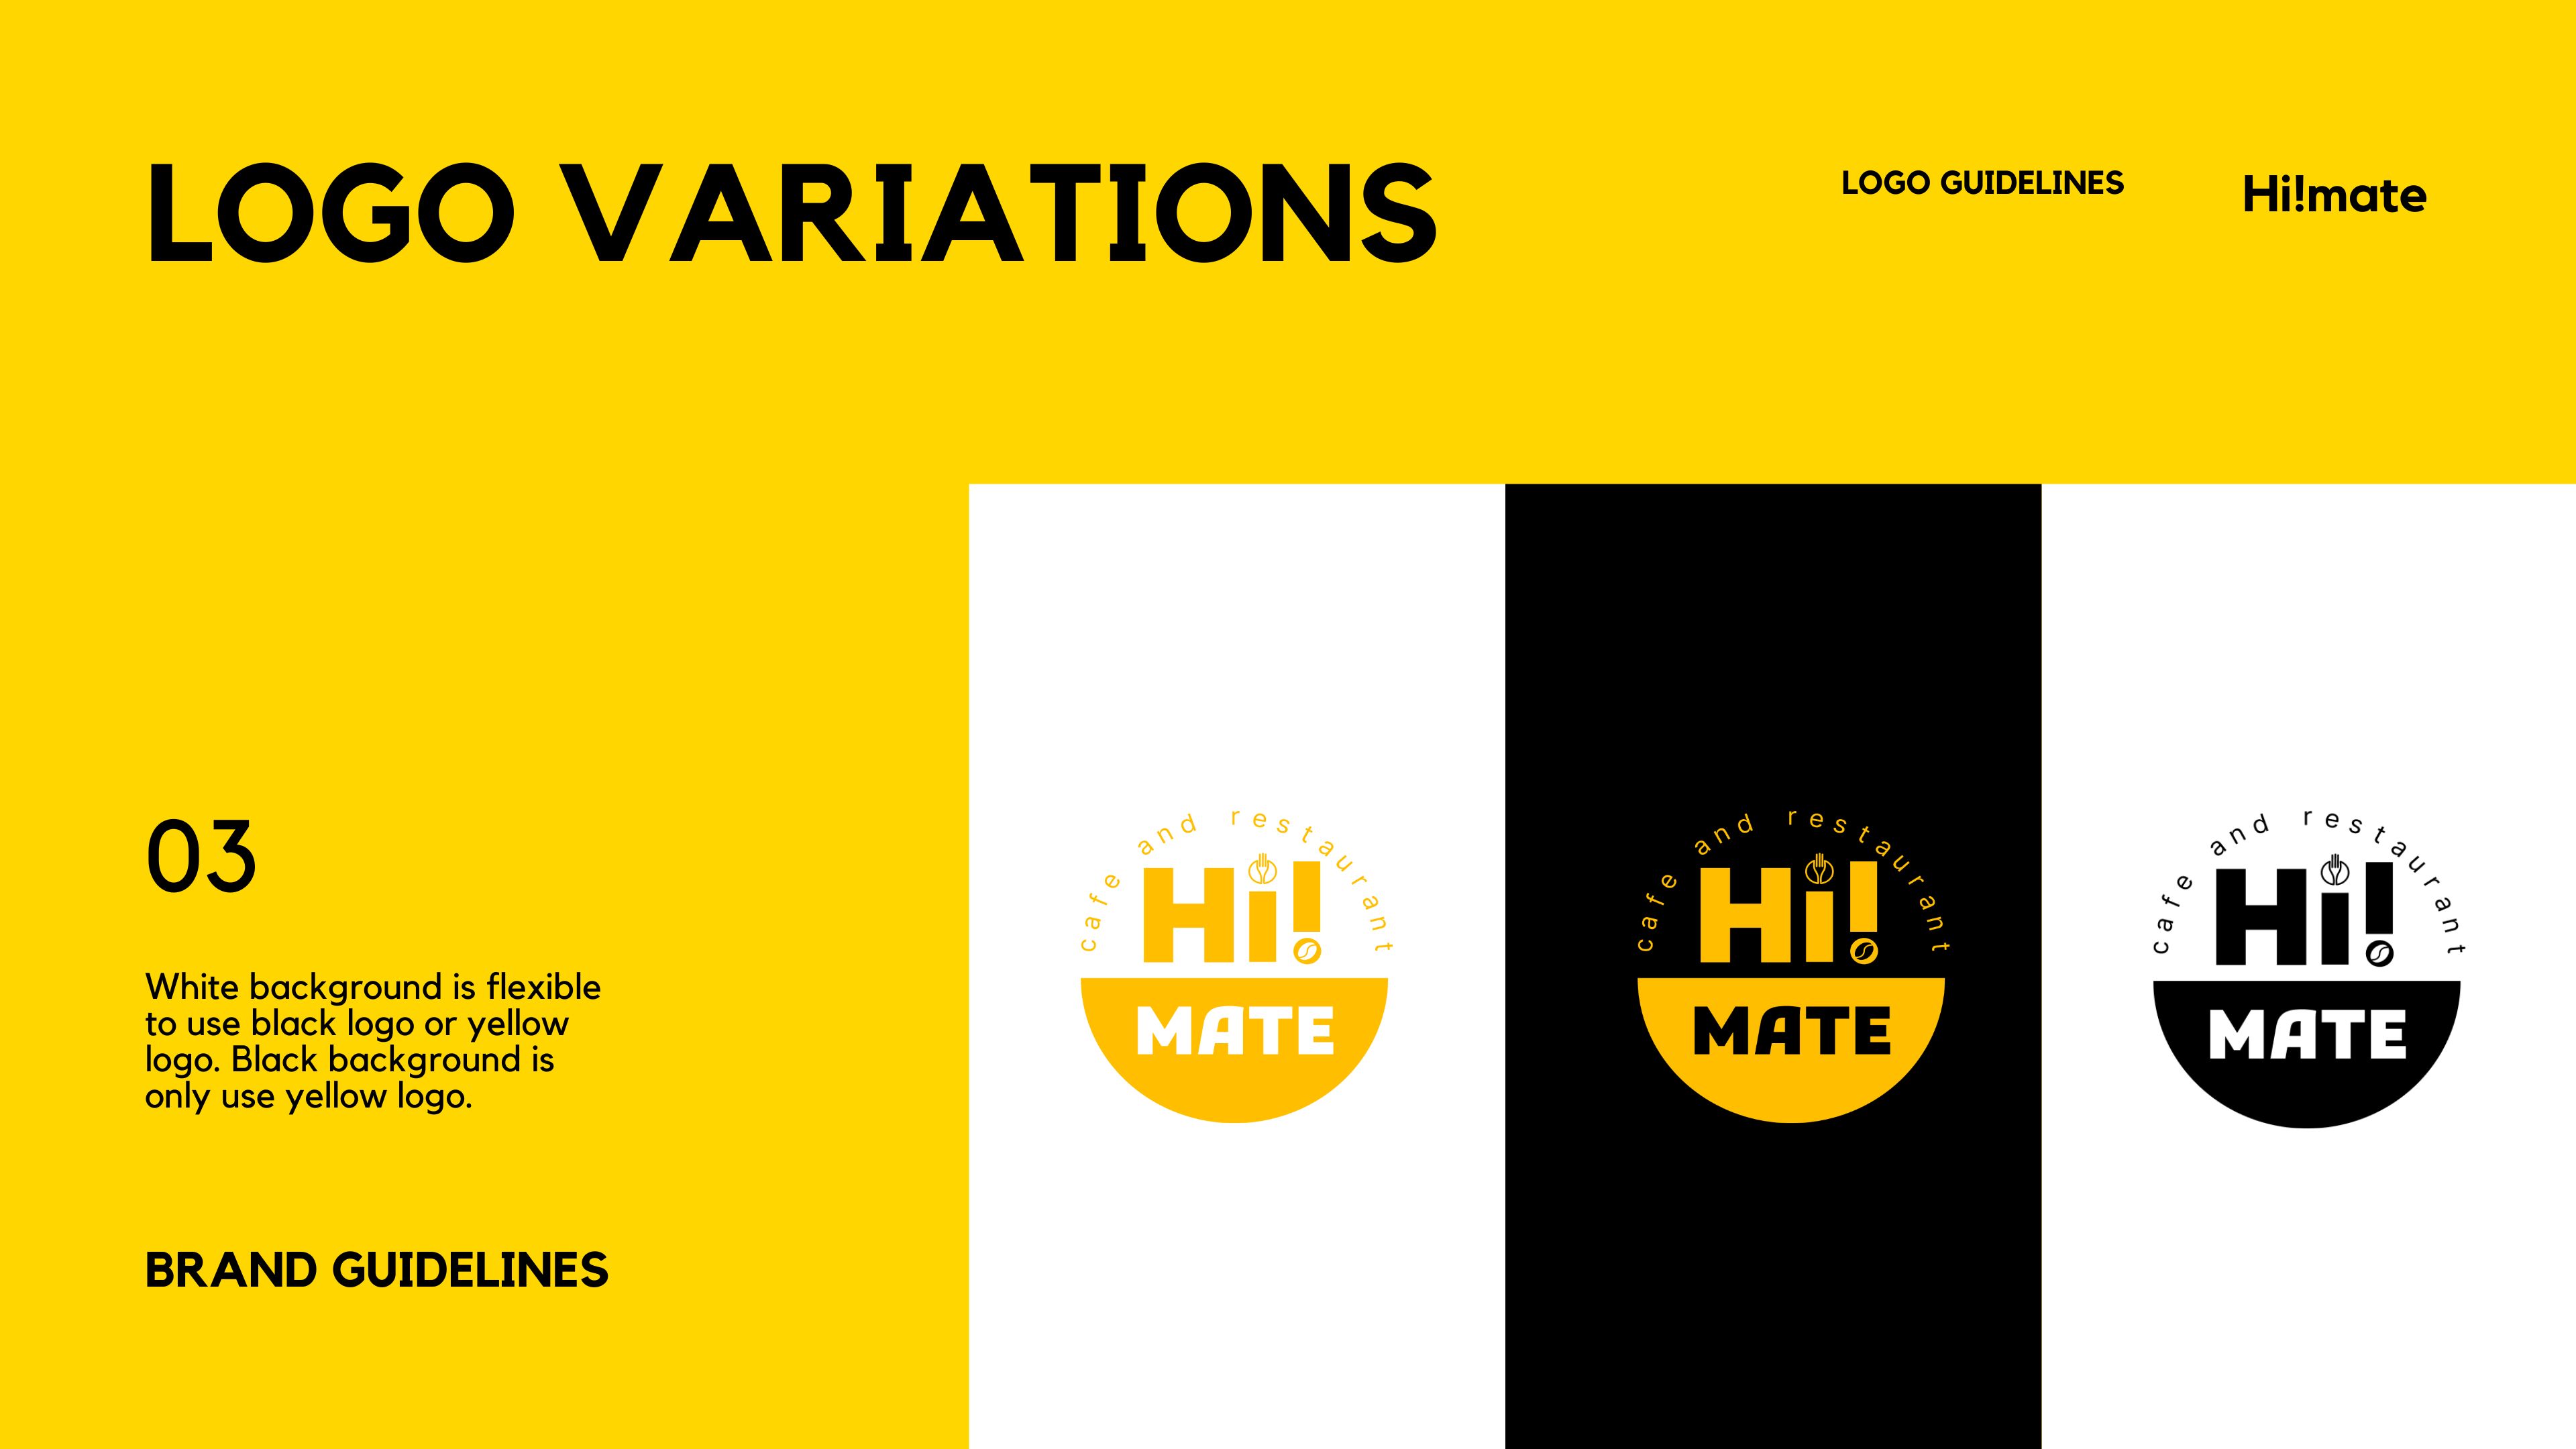 LOGO VARIATIONS
LOGO GUIDELINES
Hi!mate
03
White background is flexible
to use black logo or yellow
logo. Black background is
only use yellow logo.
BRAND GUIDELINES
cafe and restaurant
Hi!
MATE
cafe and restaurant
Hi!
MATE
cafe and restaurant
Hi!
MATE